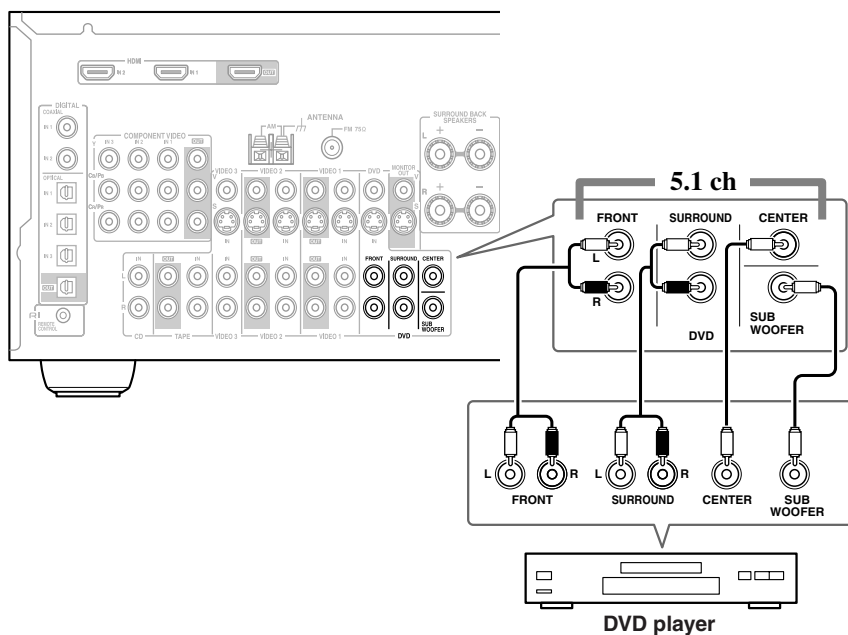 HDMI
IN 2
IN 1
OUT
DIGITAL
COAXIAL
IN 1
IN 2
OPTICAL
IN 1
IN 2
IN 3
OUT
RI
REMOTE
CONTROL
COMPONENT VIDEO
IN 3
IN 2
IN 1
OUT
Y
CB/PB
CR/PR
AM
ANTENNA
FM 75Ω
SURROUND BACK
SPEAKERS
+
−
L
R
+
−
VIDEO 3
VIDEO 2
VIDEO 1
DVD
MONITOR
OUT
V
V
S
S
IN
OUT
IN
OUT
IN
IN
IN
OUT
IN
IN
OUT
IN
OUT
IN
FRONT
SURROUND
CENTER
L
R
CD
TAPE
VIDEO 3
VIDEO 2
VIDEO 1
DVD
SUB
WOOFER
5.1 ch
FRONT
SURROUND
CENTER
L
R
DVD
SUB
WOOFER
L
R
L
R
FRONT
SURROUND
CENTER
SUB
WOOFER
DVD player